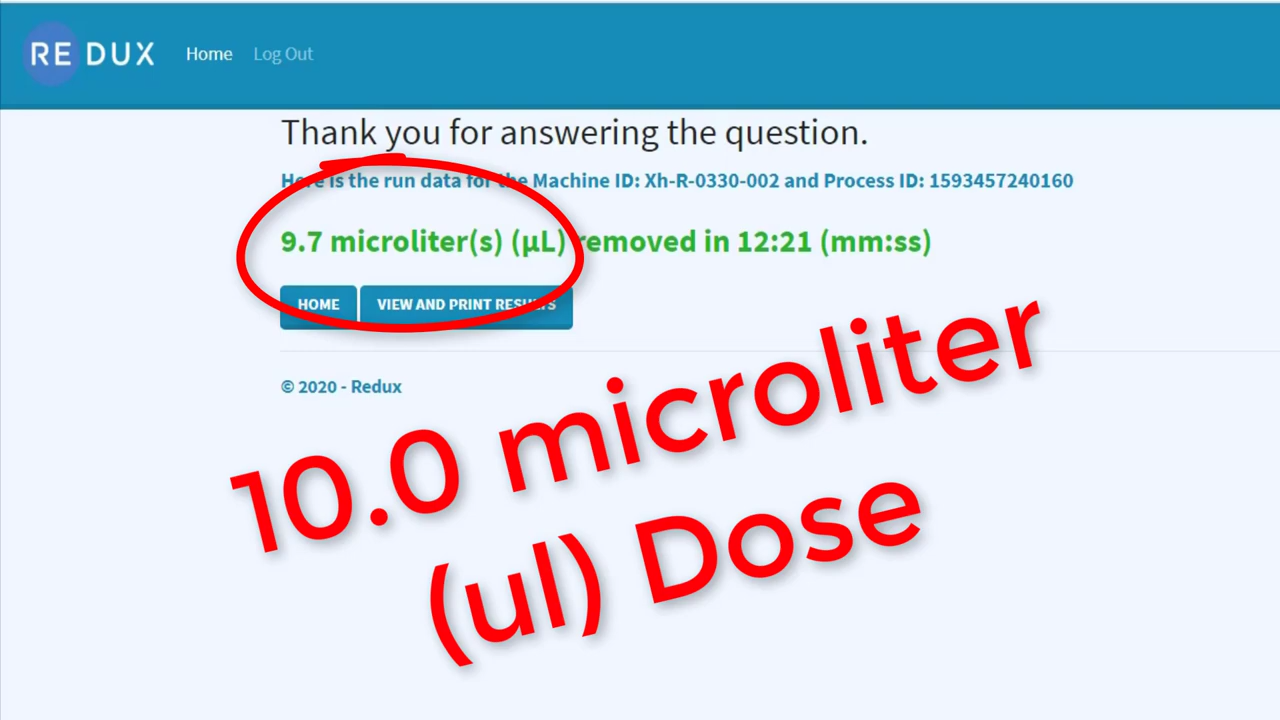 RE DUX Home Log Out
Thank you for answering the question.
Here is the run data for the Machine ID: Xh-R-0330-002 and Process ID: 1593457240160
9.7 microliter(s) (µL) removed in 12:21 (mm:ss)
HOME VIEW AND PRINT RESULTS
© 2020 - Redux
10.0 microliter
(ul) Dose